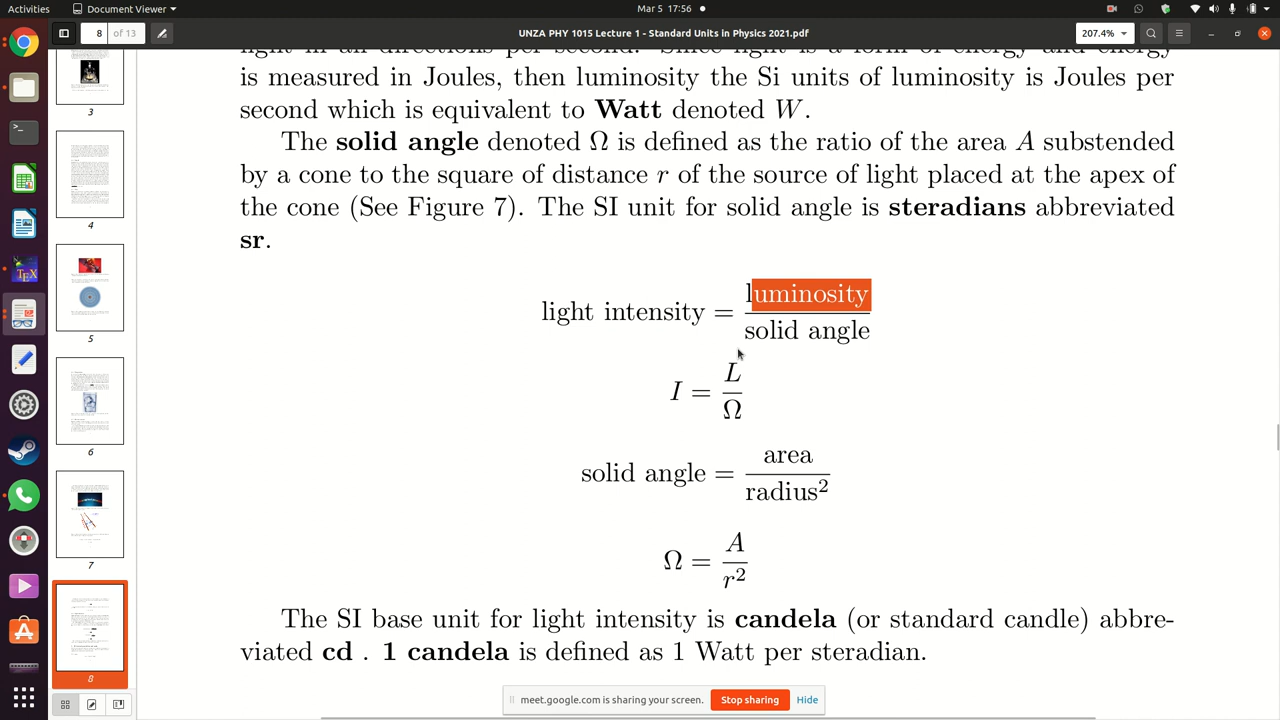 Activities
Document Viewer
Mar 5 17:56
8 of 13
UNZA PHY 1015 Lecture 1 - Standard Units in Physics 2021.pdf
207.4%
is measured in Joules, then luminosity the Si units of luminosity is Joules per
second which is equivalent to Watt denoted W.
The solid angle denoted Ω is defined as the ratio of the area A substended
by a cone to the square of distance r of the source of light placed at the apex of
the cone (See Figure 7). The SI unit for solid angle is steradians abbreviated
sr.
light intensity = luminosity / solid angle
I = L / Ω
solid angle = area / radius²
Ω = A / r²
The SI base unit for light intensity is candela (or standard candle) abbre-
viated cd . 1 candela is defined as 1 Watt per steradian.
3
4
5
6
7
8
meet.google.com is sharing your screen.
Stop sharing
Hide